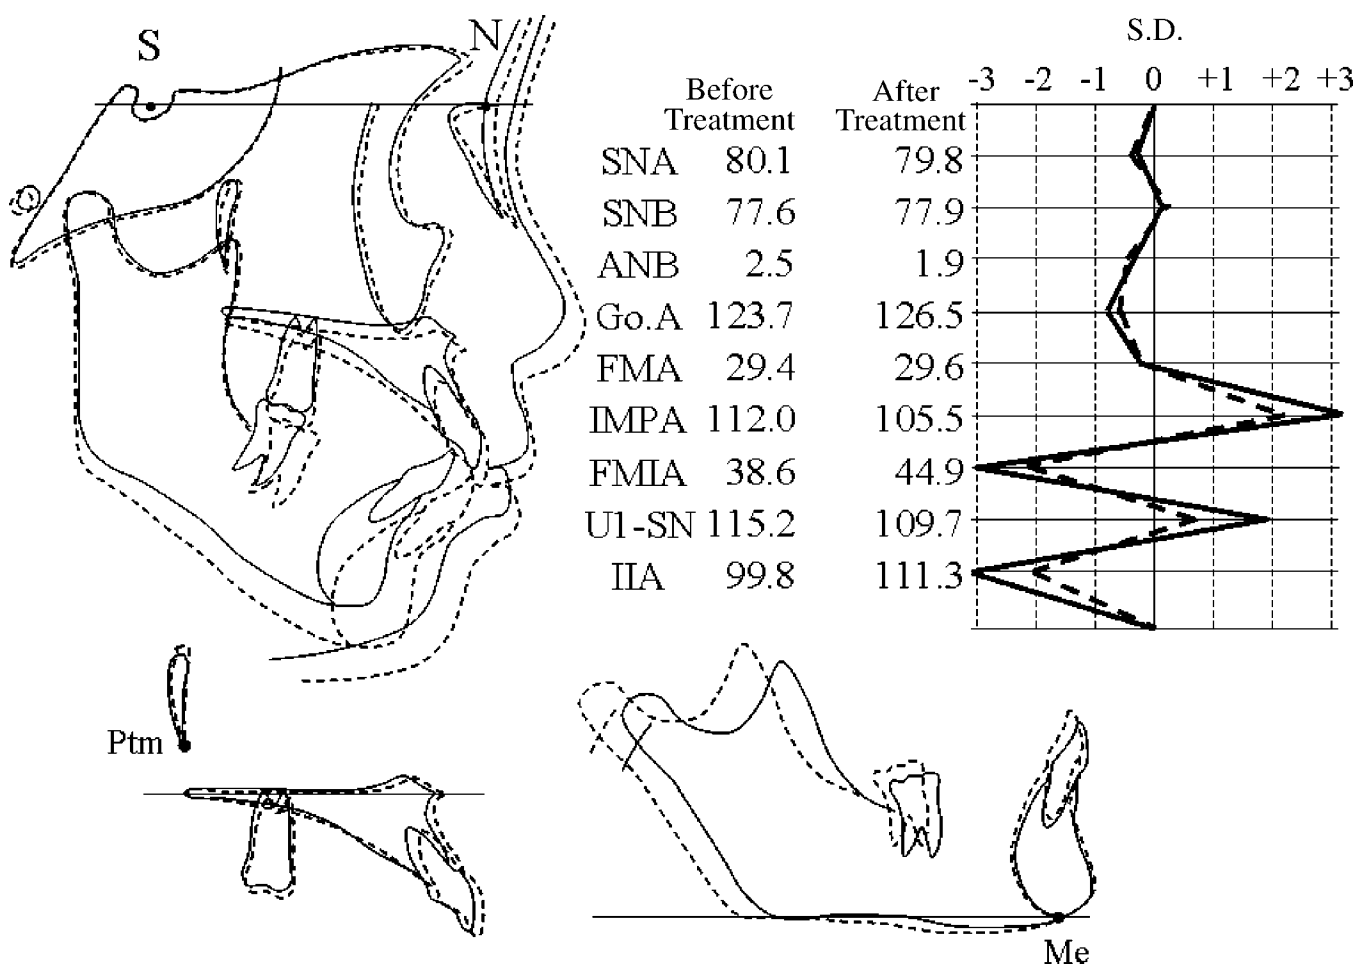 S
N
S.D.
-3 -2 -1 0 +1 +2 +3
Before Treatment
After Treatment
SNA 80.1 79.8
SNB 77.6 77.9
ANB 2.5 1.9
Go.A 123.7 126.5
FMA 29.4 29.6
IMPA 112.0 105.5
FMIA 38.6 44.9
U1-SN 115.2 109.7
IIA 99.8 111.3
Ptm
Me